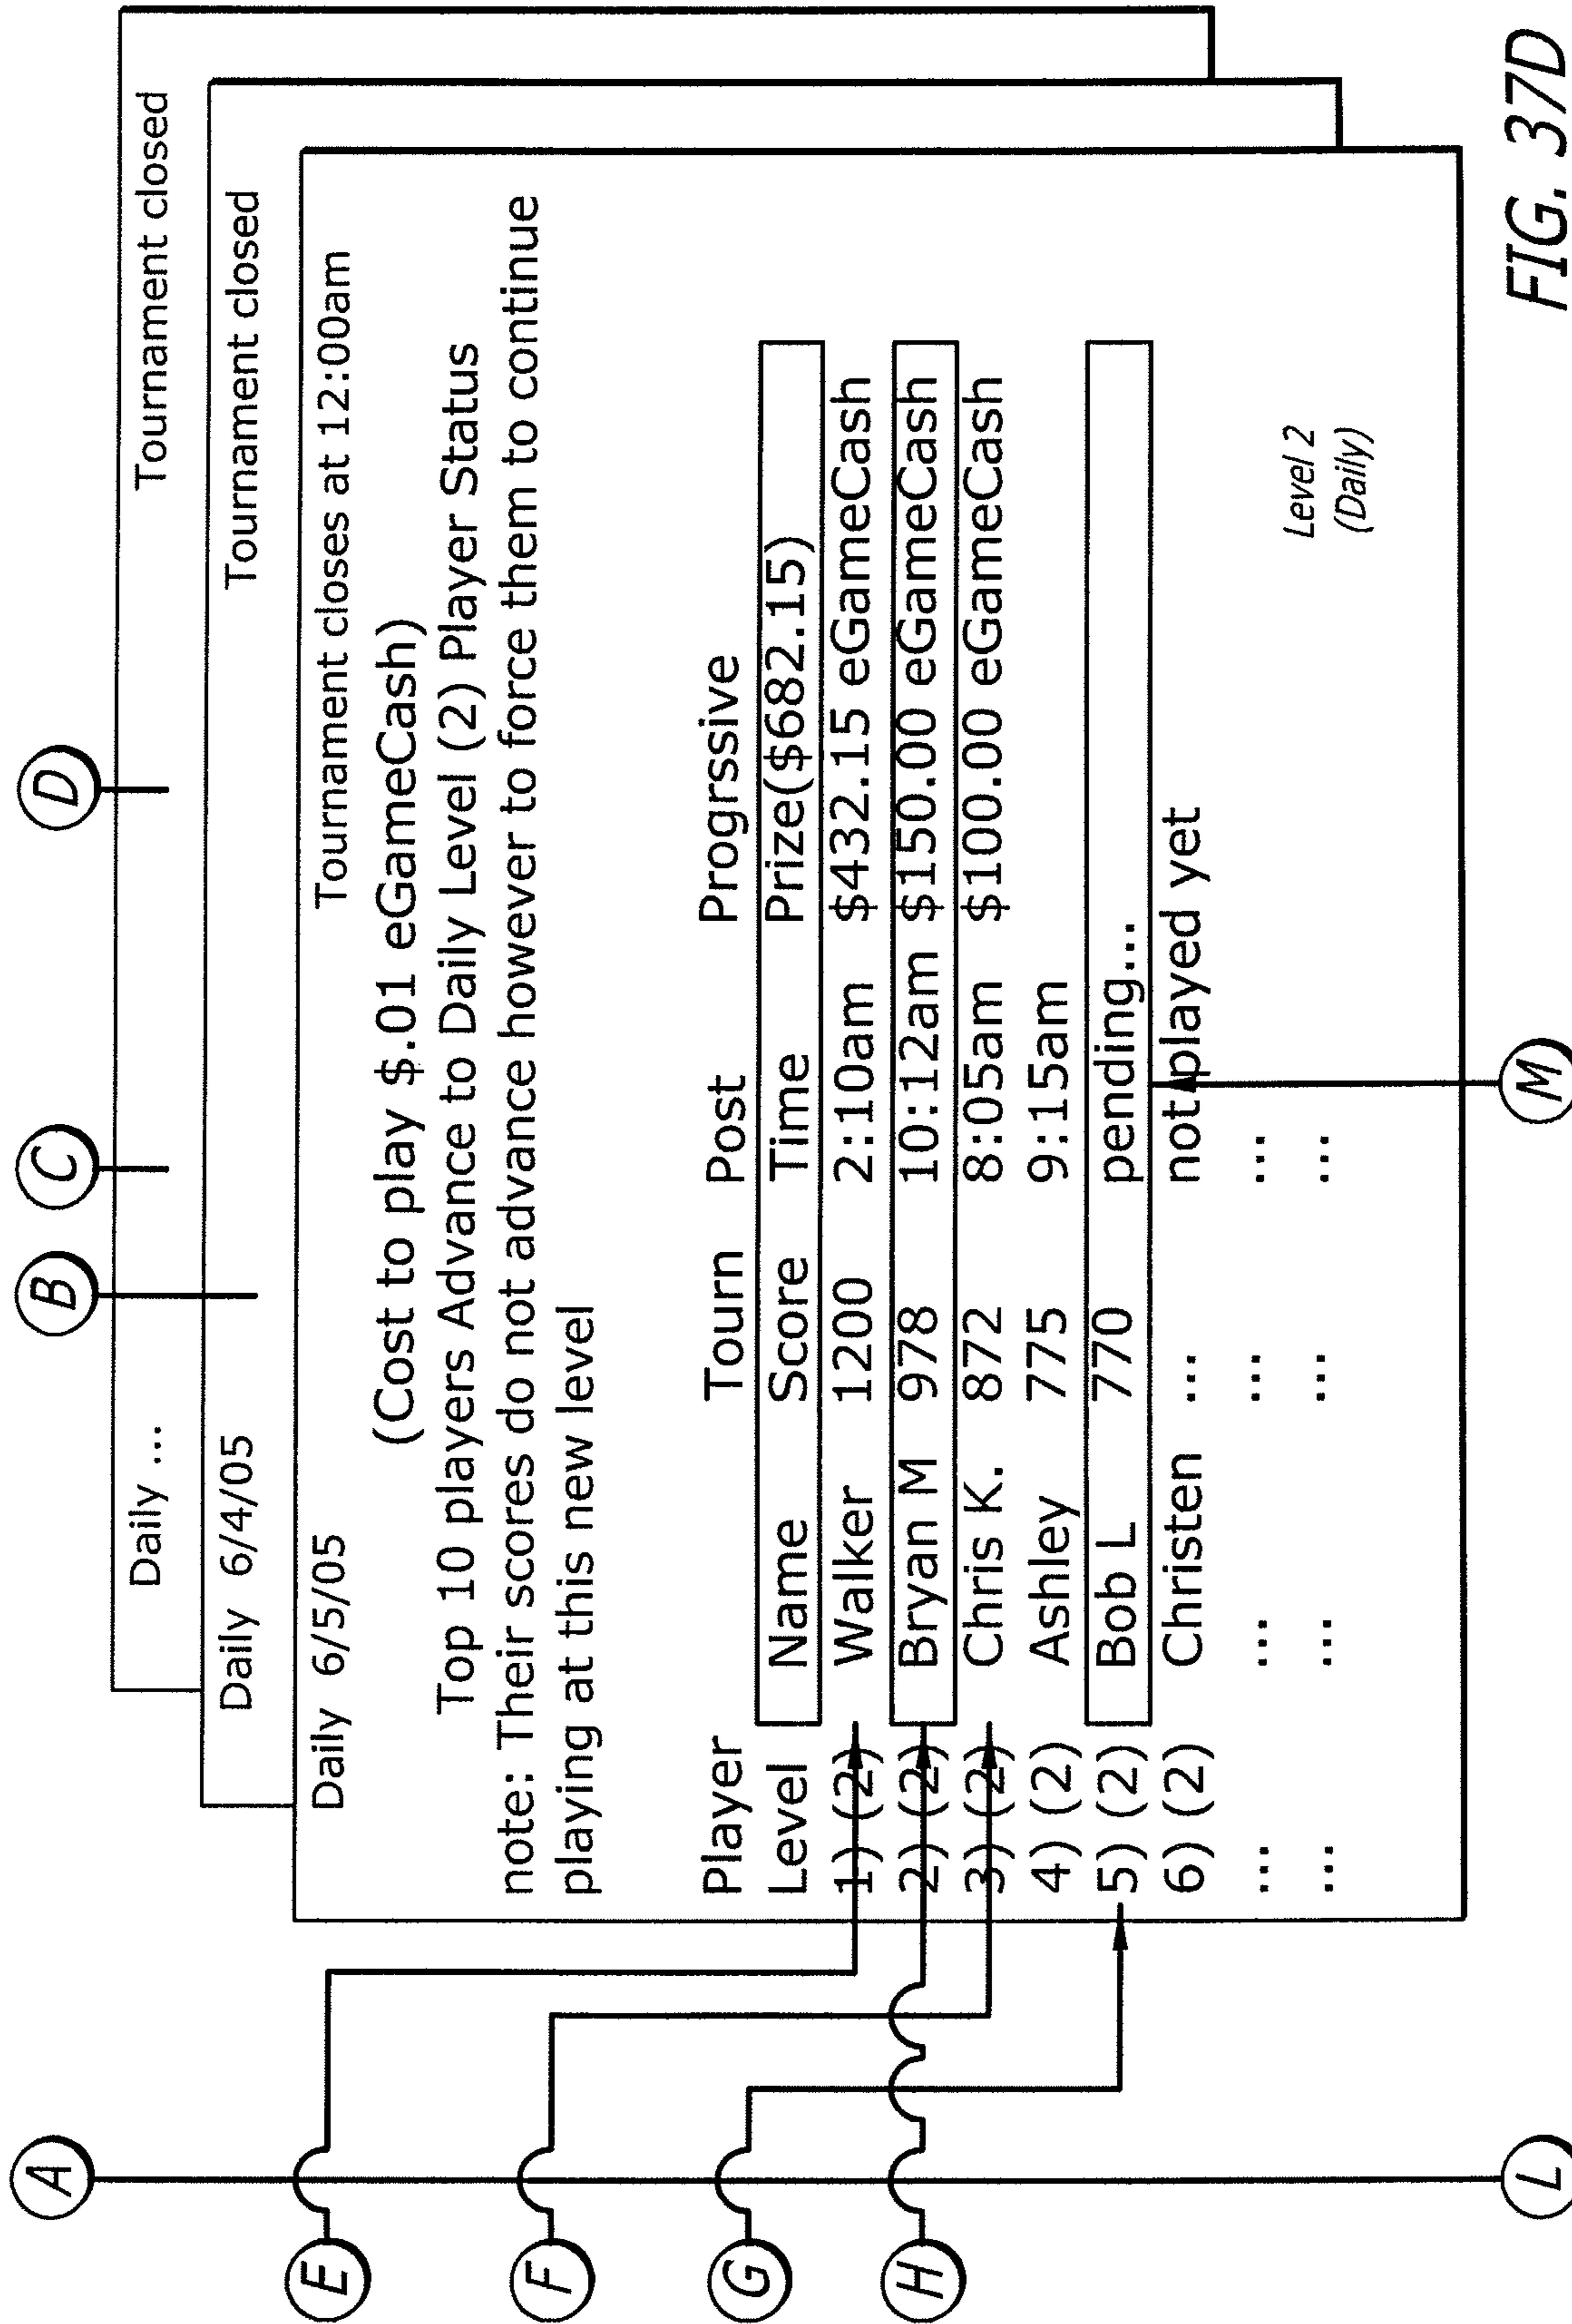 D
C
B
A
Daily ... Tournament closed
Daily 6/4/05 Tournament closed
Daily 6/5/05 Tournament closes at 12:00am
(Cost to play $.01 eGameCash)
Top 10 players Advance to Daily Level (2) Player Status
note: Their scores do not advance however to force them to continue
playing at this new level
Player Tourn Post Progrssive
Level Name Score Time Prize($682.15)
1) (2) Walker 1200 2:10am $432.15 eGameCash
2) (2) Bryan M 978 10:12am $150.00 eGameCash
3) (2) Chris K. 872 8:05am $100.00 eGameCash
4) (2) Ashley 775 9:15am
5) (2) Bob L 770 pending...
6) (2) Christen ... not played yet
... ... ... ...
... ... ... ...
Level 2
(Daily)
E
F
G
H
L
M
FIG. 37D